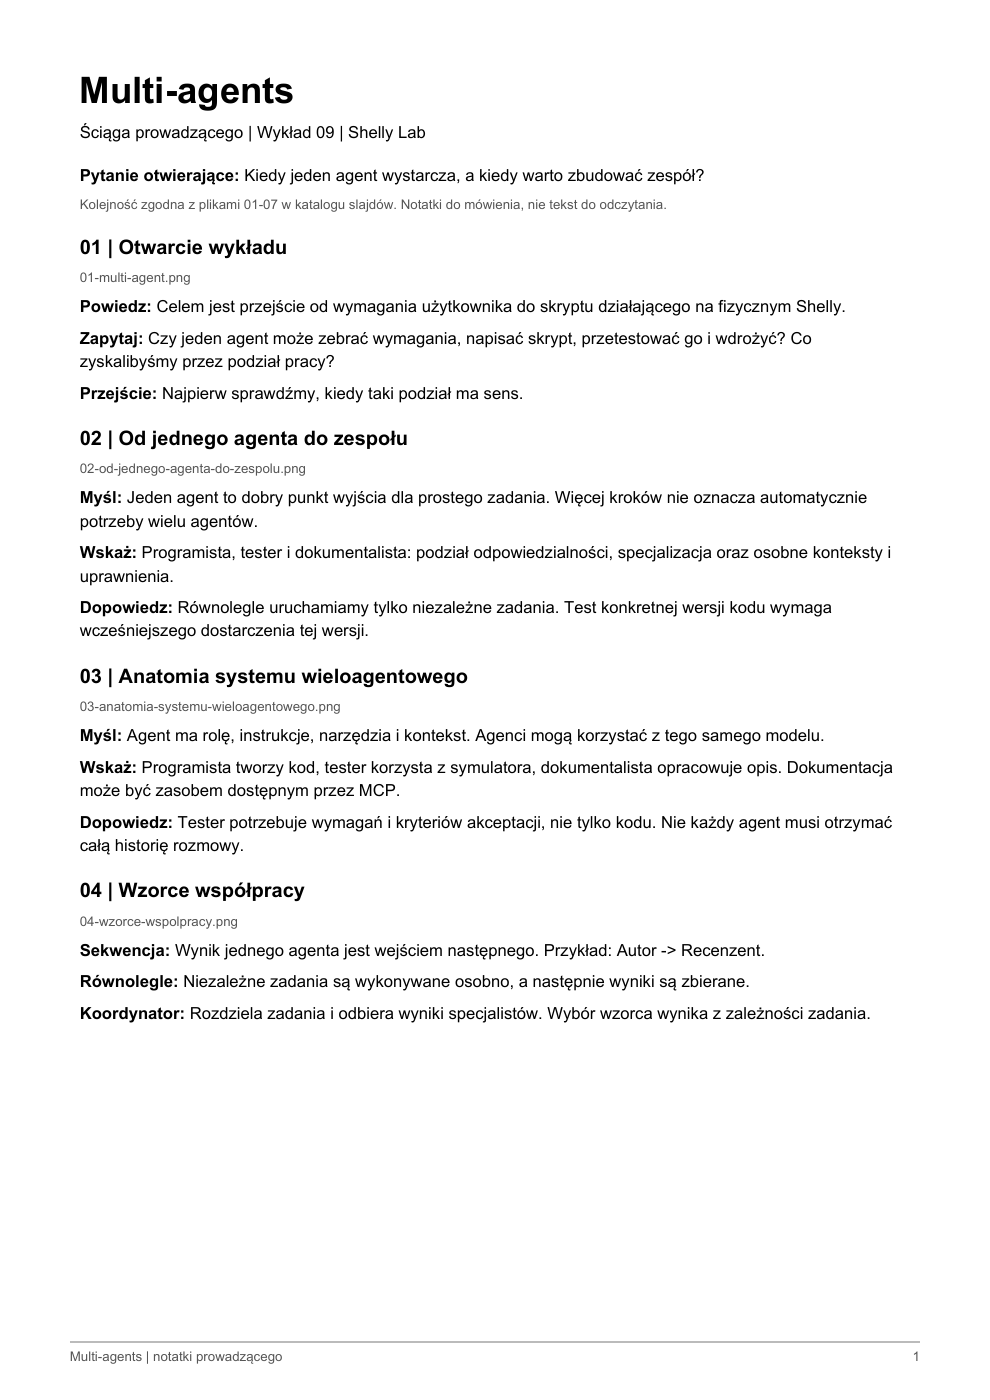 Multi-agents
Ściąga prowadzącego | Wykład 09 | Shelly Lab
Pytanie otwierające: Kiedy jeden agent wystarcza, a kiedy warto zbudować zespół?
Kolejność zgodna z plikami 01-07 w katalogu slajdów. Notatki do mówienia, nie tekst do odczytania.
01 | Otwarcie wykładu
01-multi-agent.png
Powiedz: Celem jest przejście od wymagania użytkownika do skryptu działającego na fizycznym Shelly.
Zapytaj: Czy jeden agent może zebrać wymagania, napisać skrypt, przetestować go i wdrożyć? Co
zyskalibyśmy przez podział pracy?
Przejście: Najpierw sprawdźmy, kiedy taki podział ma sens.
02 | Od jednego agenta do zespołu
02-od-jednego-agenta-do-zespolu.png
Myśl: Jeden agent to dobry punkt wyjścia dla prostego zadania. Więcej kroków nie oznacza automatycznie
potrzeby wielu agentów.
Wskaż: Programista, tester i dokumentalista: podział odpowiedzialności, specjalizacja oraz osobne konteksty i
uprawnienia.
Dopowiedz: Równolegle uruchamiamy tylko niezależne zadania. Test konkretnej wersji kodu wymaga
wcześniejszego dostarczenia tej wersji.
03 | Anatomia systemu wieloagentowego
03-anatomia-systemu-wieloagentowego.png
Myśl: Agent ma rolę, instrukcje, narzędzia i kontekst. Agenci mogą korzystać z tego samego modelu.
Wskaż: Programista tworzy kod, tester korzysta z symulatora, dokumentalista opracowuje opis. Dokumentacja
może być zasobem dostępnym przez MCP.
Dopowiedz: Tester potrzebuje wymagań i kryteriów akceptacji, nie tylko kodu. Nie każdy agent musi otrzymać
całą historię rozmowy.
04 | Wzorce współpracy
04-wzorce-wspolpracy.png
Sekwencja: Wynik jednego agenta jest wejściem następnego. Przykład: Autor -> Recenzent.
Równolegle: Niezależne zadania są wykonywane osobno, a następnie wyniki są zbierane.
Koordynator: Rozdziela zadania i odbiera wyniki specjalistów. Wybór wzorca wynika z zależności zadania.
Multi-agents | notatki prowadzącego
1